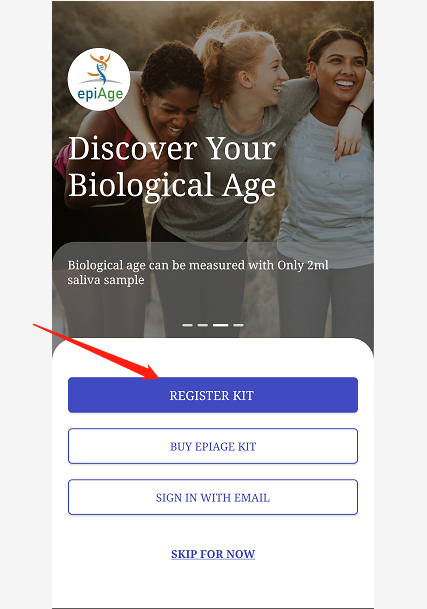 epiAge
Discover Your
Biological Age
Biological age can be measured with Only 2ml
saliva sample
REGISTER KIT
BUY EPIAGE KIT
SIGN IN WITH EMAIL
SKIP FOR NOW